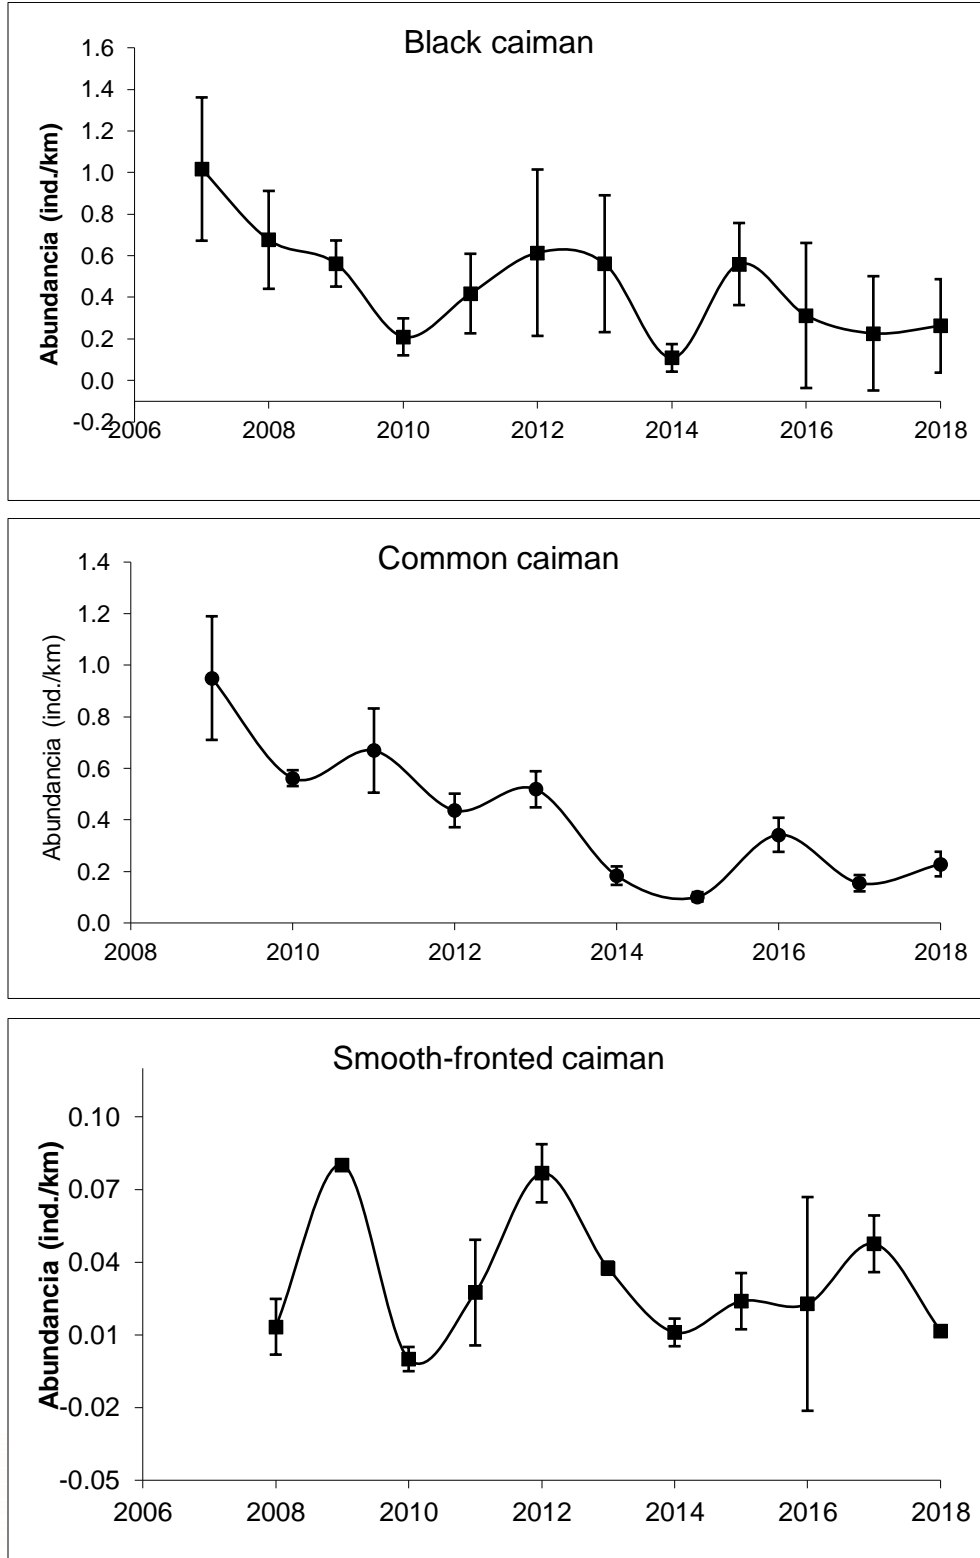 Black caiman
Abundancia (ind./km)
1.6
1.4
1.2
1.0
0.8
0.6
0.4
0.2
0.0
-0.2
2006 2008 2010 2012 2014 2016 2018
Common caiman
Abundancia (ind./km)
1.4
1.2
1.0
0.8
0.6
0.4
0.2
0.0
2008 2010 2012 2014 2016 2018
Smooth-fronted caiman
Abundancia (ind./km)
0.10
0.07
0.04
0.01
-0.02
-0.05
2006 2008 2010 2012 2014 2016 2018